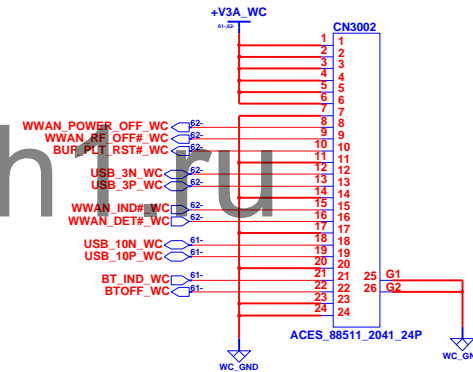 +V3A_WC
61-,62-
CN3002
1 1
2 2
3 3
4 4
5 5
6 6
7 7
WWAN_POWER_OFF_WC 62- 8 8
WWAN_RF_OFF#_WC 62- 9 9
BUF_PLT_RST#_WC 62- 10 10
11 11
USB_3N_WC 62- 12 12
USB_3P_WC 62- 13 13
14 14
WWAN_IND#_WC 62- 15 15
WWAN_DET#_WC 62- 16 16
17 17
USB_10N_WC 61- 18 18
USB_10P_WC 61- 19 19
20 20
BT_IND_WC 61- 21 21 25 G1
BTOFF_WC 61- 22 22 26 G2
23 23
24 24
ACES_88511_2041_24P
WC_GND
WC_GN
h1.ru